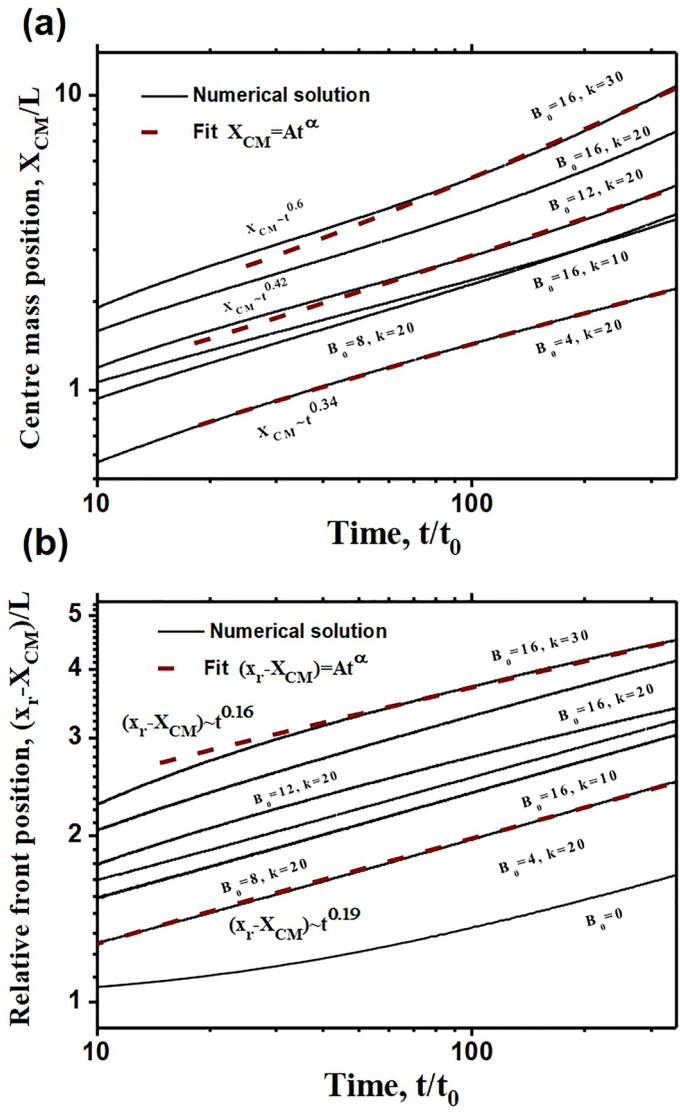 (a)
Numerical solution
Fit X_CM=At^α
B_0=16, k=30
B_0=16, k=20
B_0=12, k=20
X_CM~t^0.6
X_CM~t^0.42
B_0=16, k=10
B_0=8, k=20
B_0=4, k=20
X_CM~t^0.34
10
1
Centre mass position, X_CM/L
10
100
Time, t/t_0
(b)
Numerical solution
Fit (x_r-X_CM)=At^α
B_0=16, k=30
(x_r-X_CM)~t^0.16
B_0=16, k=20
B_0=12, k=20
B_0=16, k=10
B_0=8, k=20
B_0=4, k=20
(x_r-X_CM)~t^0.19
B_0=0
5
4
3
2
1
Relative front position, (x_r-X_CM)/L
10
100
Time, t/t_0